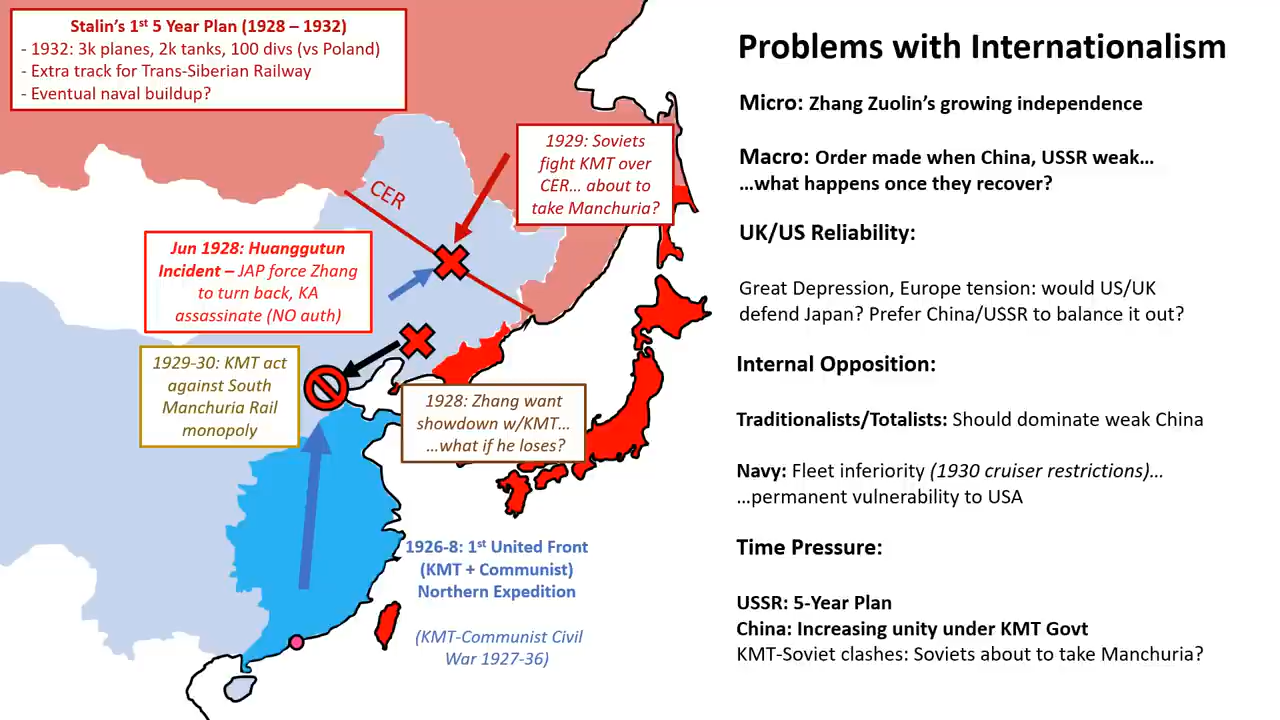 Stalin's 1st 5 Year Plan (1928 – 1932)
- 1932: 3k planes, 2k tanks, 100 divs (vs Poland)
- Extra track for Trans-Siberian Railway
- Eventual naval buildup?
1929: Soviets
fight KMT over
CER… about to
take Manchuria?
CER
Jun 1928: Huanggutun
Incident – JAP force Zhang
to turn back, KA
assassinate (NO auth)
1929-30: KMT act
against South
Manchuria Rail
monopoly
1928: Zhang want
showdown w/KMT…
…what if he loses?
1926-8: 1st United Front
(KMT + Communist)
Northern Expedition
(KMT-Communist Civil
War 1927-36)
Problems with Internationalism
Micro: Zhang Zuolin's growing independence
Macro: Order made when China, USSR weak…
…what happens once they recover?
UK/US Reliability:
Great Depression, Europe tension: would US/UK
defend Japan? Prefer China/USSR to balance it out?
Internal Opposition:
Traditionalists/Totalists: Should dominate weak China
Navy: Fleet inferiority (1930 cruiser restrictions)…
…permanent vulnerability to USA
Time Pressure:
USSR: 5-Year Plan
China: Increasing unity under KMT Govt
KMT-Soviet clashes: Soviets about to take Manchuria?